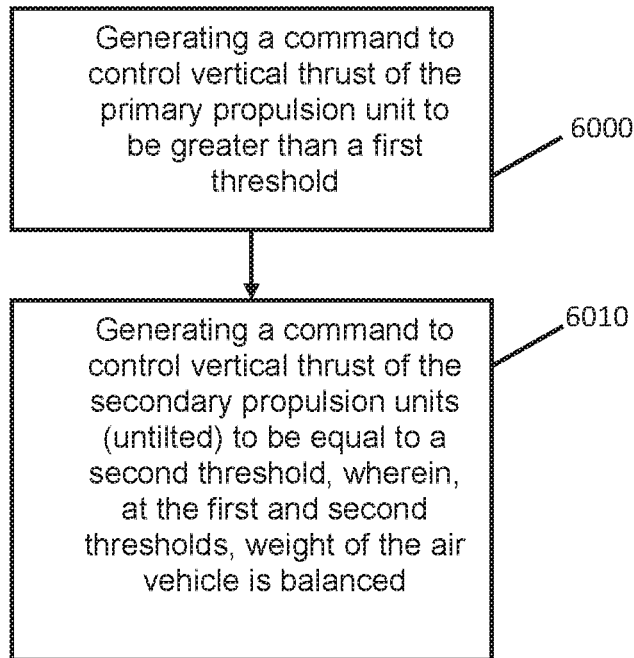 Generating a command to
control vertical thrust of the
primary propulsion unit to
be greater than a first
threshold
6000
Generating a command to
control vertical thrust of the
secondary propulsion units
(untilted) to be equal to a
second threshold, wherein,
at the first and second
thresholds, weight of the air
vehicle is balanced
6010